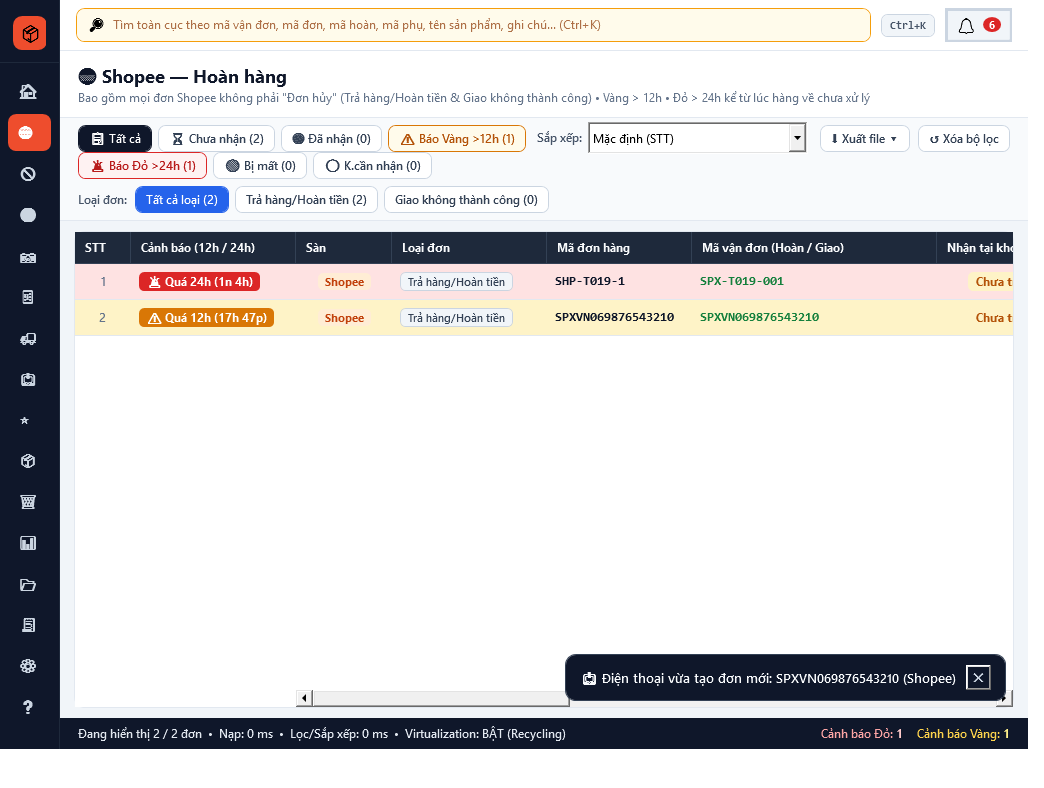 Tìm toàn cục theo mã vận đơn, mã đơn, mã hoàn, mã phụ, tên sản phẩm, ghi chú... (Ctrl+K)
Ctrl+K
6
Shopee — Hoàn hàng
Bao gồm mọi đơn Shopee không phải "Đơn hủy" (Trả hàng/Hoàn tiền & Giao không thành công) • Vàng > 12h • Đỏ > 24h kể từ lúc hàng về chưa xử lý
Tất cả
Chưa nhận (2)
Đã nhận (0)
Báo Vàng >12h (1)
Sắp xếp:
Mặc định (STT)
⬇ Xuất file ▾
↺ Xóa bộ lọc
Báo Đỏ >24h (1)
Bị mất (0)
K.cần nhận (0)
Loại đơn:
Tất cả loại (2)
Trả hàng/Hoàn tiền (2)
Giao không thành công (0)
STT
Cảnh báo (12h / 24h)
Sàn
Loại đơn
Mã đơn hàng
Mã vận đơn (Hoàn / Giao)
Nhận tại kho
1
Quá 24h (1n 4h)
Shopee
Trả hàng/Hoàn tiền
SHP-T019-1
SPX-T019-001
Chưa t
2
Quá 12h (17h 47p)
Shopee
Trả hàng/Hoàn tiền
SPXVN069876543210
SPXVN069876543210
Chưa t
Điện thoại vừa tạo đơn mới: SPXVN069876543210 (Shopee)
?
Đang hiển thị 2 / 2 đơn • Nạp: 0 ms • Lọc/Sắp xếp: 0 ms • Virtualization: BẬT (Recycling)
Cảnh báo Đỏ: 1
Cảnh báo Vàng: 1